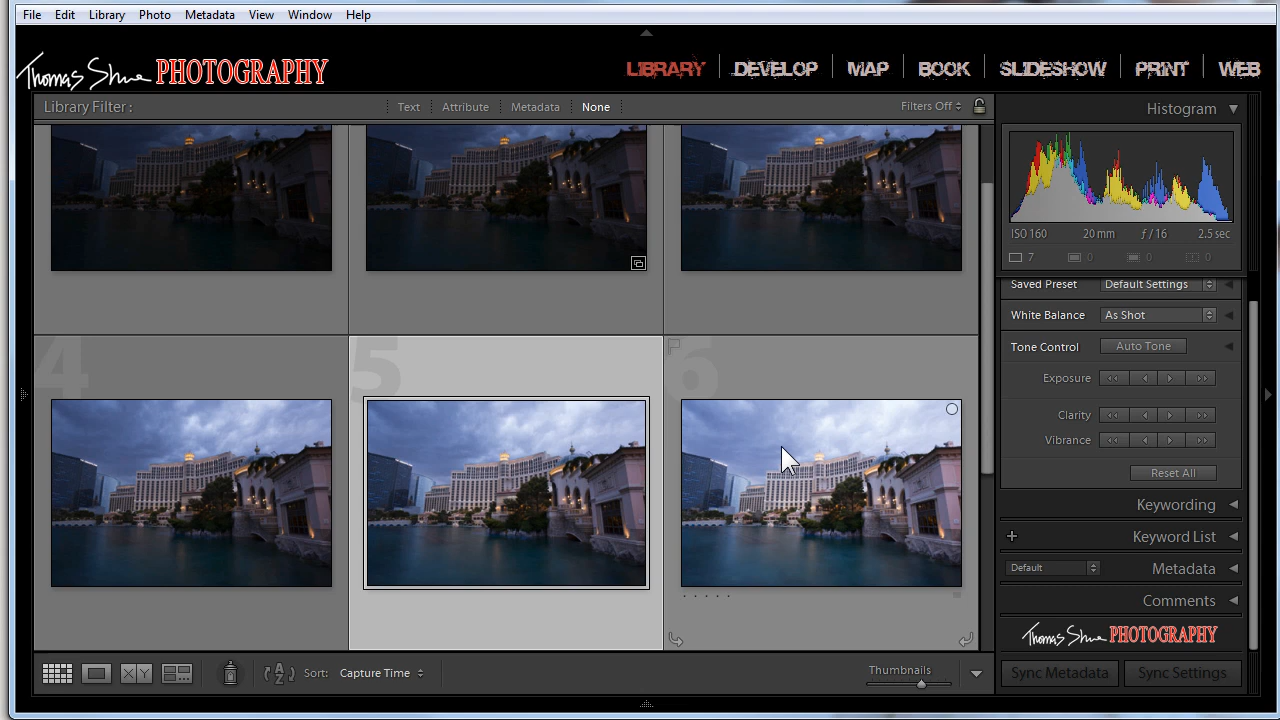 File Edit Library Photo Metadata View Window Help
Thomas Shue PHOTOGRAPHY
LIBRARY DEVELOP MAP BOOK SLIDESHOW PRINT WEB
Library Filter: Text Attribute Metadata None Filters Off
Histogram
ISO 160 20 mm ƒ / 16 2.5 sec
7 0 0 0
Saved Preset Default Settings
White Balance As Shot
Tone Control Auto Tone
Exposure
Clarity
Vibrance
Reset All
4 5 6
Keywording
Keyword List
Default Metadata
Comments
Thomas Shue PHOTOGRAPHY
Sort: Capture Time Thumbnails
Sync Metadata Sync Settings